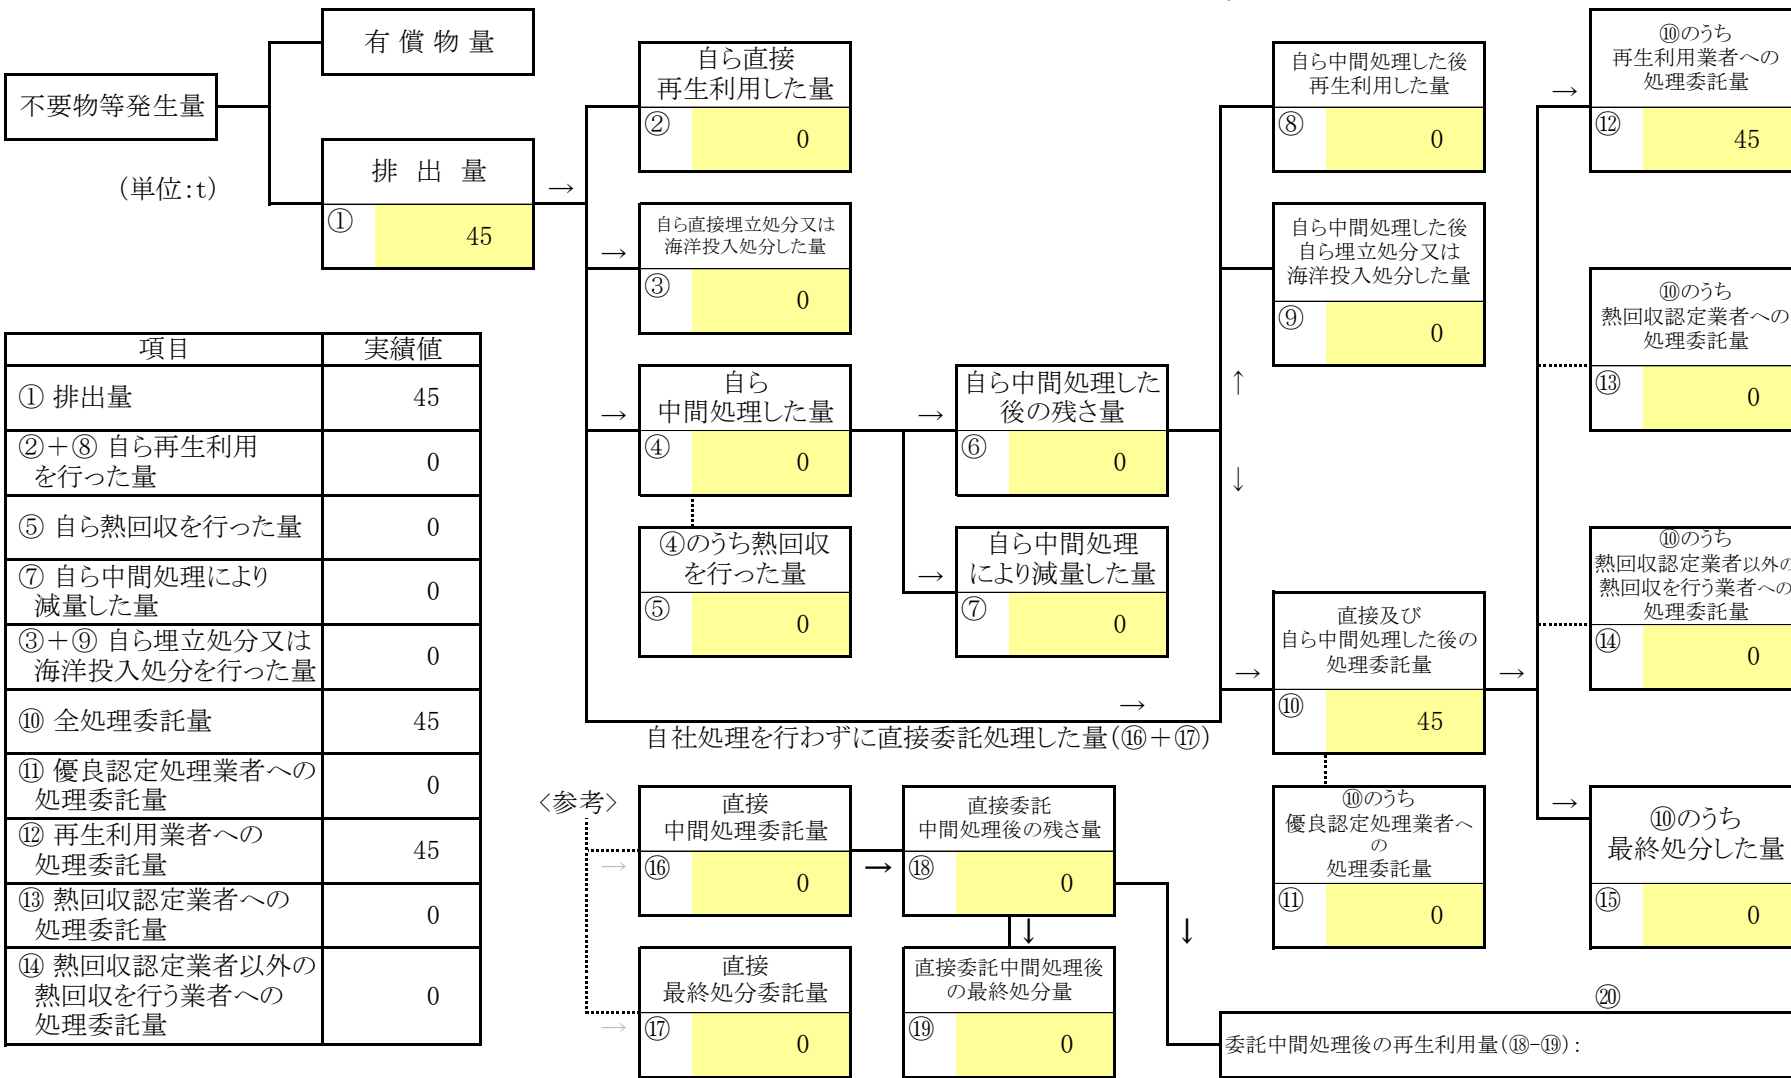 有 償 物 量
不要物等発生量
排 出 量
① 45
(単位:t)
→
自ら直接
再生利用した量
② 0
→
自ら直接埋立処分又は
海洋投入処分した量
③ 0
→
自ら
中間処理した量
④ 0
④のうち熱回収
を行った量
⑤ 0
→
自ら中間処理した
後の残さ量
⑥ 0
→
自ら中間処理
により減量した量
⑦ 0
↑
↓
自ら中間処理した後
再生利用した量
⑧ 0
自ら中間処理した後
自ら埋立処分又は
海洋投入処分した量
⑨ 0
→
自社処理を行わずに直接委託処理した量(⑯+⑰)
→
直接及び
自ら中間処理した後の
処理委託量
⑩ 45
→
⑩のうち
優良認定処理業者へ
の
処理委託量
⑪ 0
→
⑩のうち
再生利用業者への
処理委託量
⑫ 45
⑩のうち
熱回収認定業者への
処理委託量
⑬ 0
⑩のうち
熱回収認定業者以外の
熱回収を行う業者への
処理委託量
⑭ 0
→
⑩のうち
最終処分した量
⑮ 0
項目 実績値
① 排出量 45
②+⑧ 自ら再生利用
を行った量 0
⑤ 自ら熱回収を行った量 0
⑦ 自ら中間処理により
減量した量 0
③+⑨ 自ら埋立処分又は
海洋投入処分を行った量 0
⑩ 全処理委託量 45
⑪ 優良認定処理業者への
処理委託量 0
⑫ 再生利用業者への
処理委託量 45
⑬ 熱回収認定業者への
処理委託量 0
⑭ 熱回収認定業者以外の
熱回収を行う業者への
処理委託量 0
〈参考〉
→
直接
中間処理委託量
⑯ 0
→
直接委託
中間処理後の残さ量
⑱ 0
↓
↓
→
直接
最終処分委託量
⑰ 0
直接委託中間処理後
の最終処分量
⑲ 0
⑳
委託中間処理後の再生利用量(⑱-⑲):